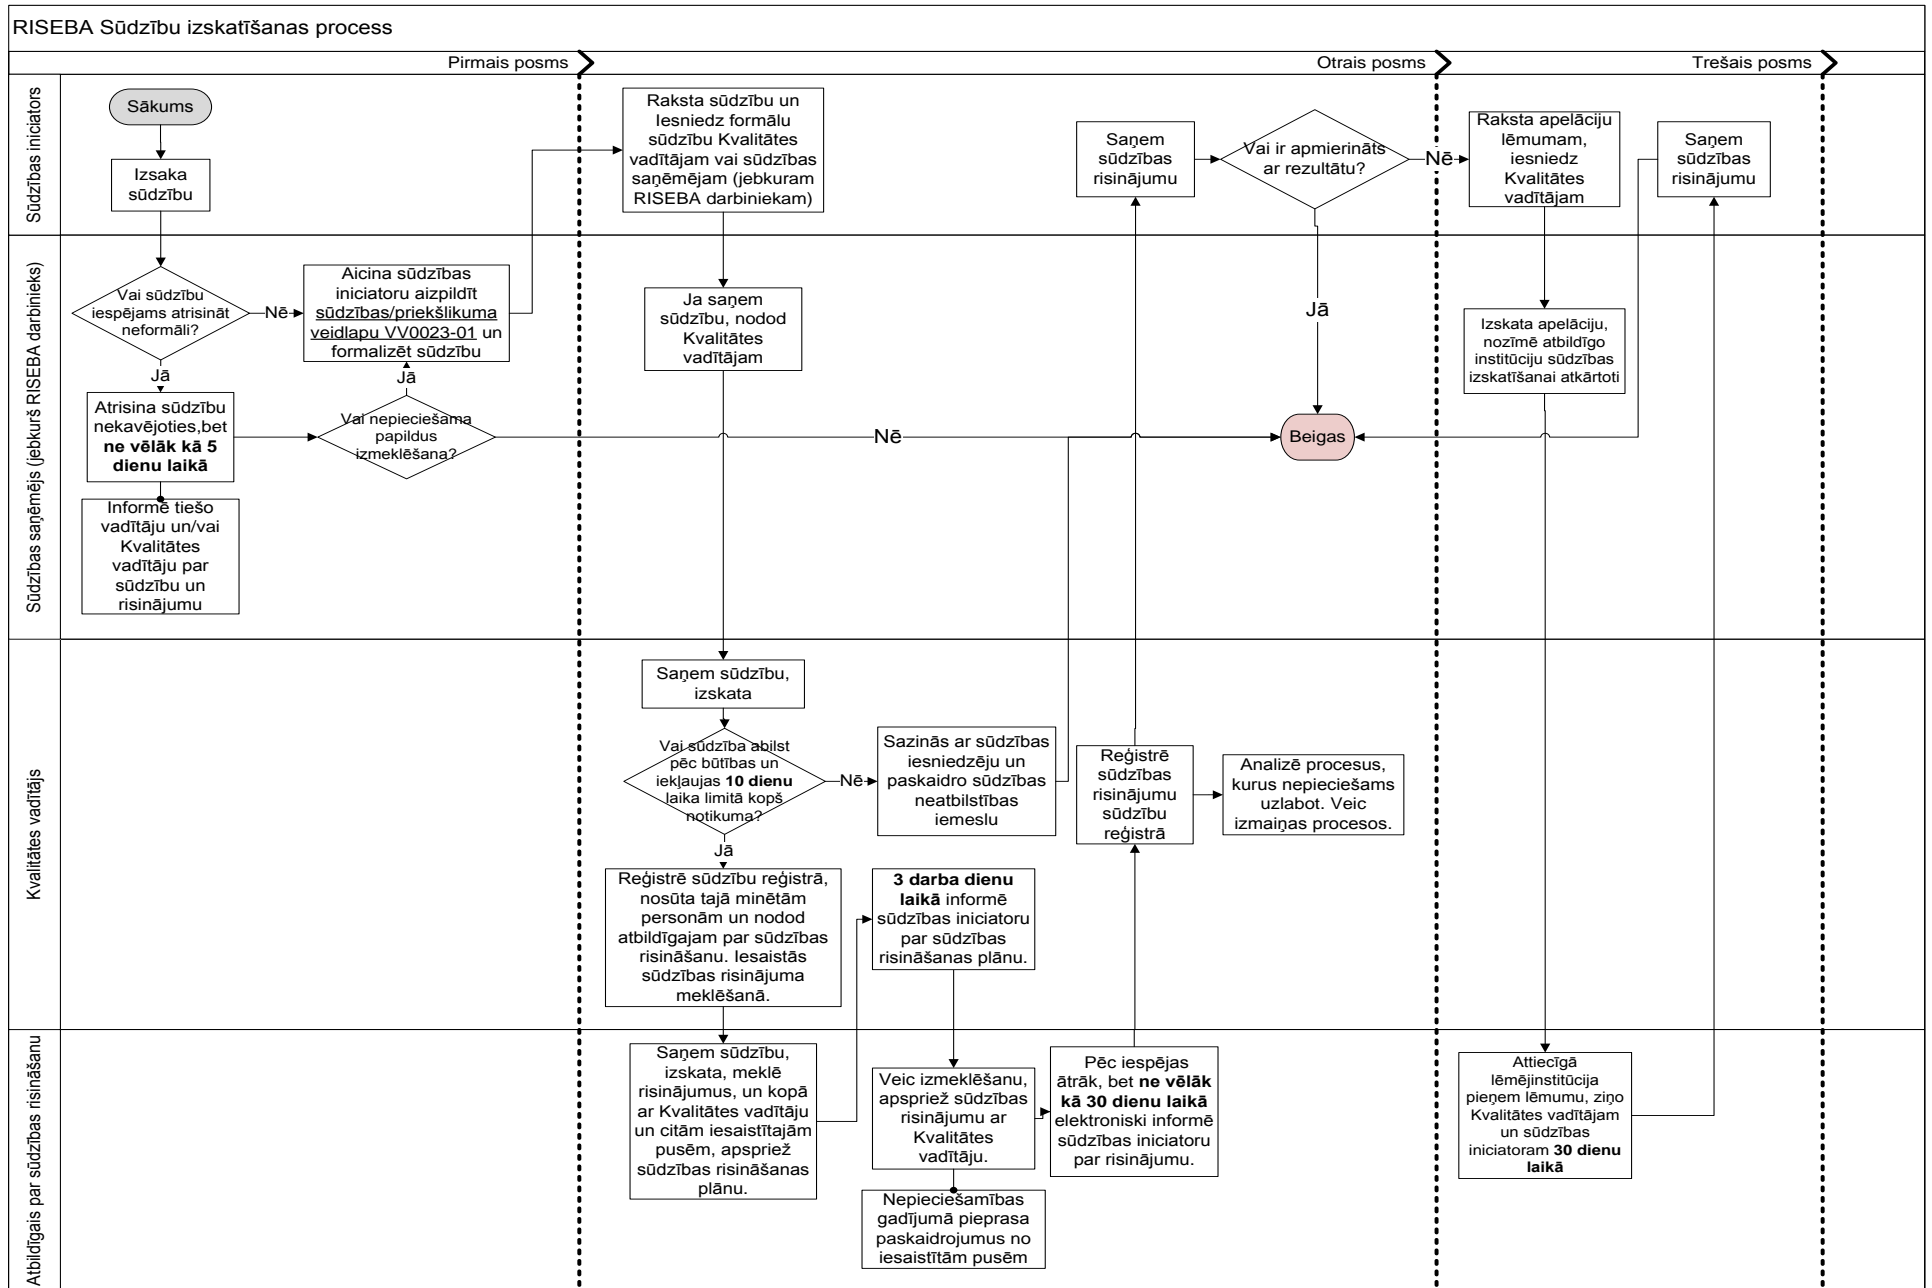 RISEBA Sūdzību izskatīšanas process
Pirmais posms
Otrais posms
Trešais posms
Sūdzības iniciators
Sākums
Izsaka
sūdzību
Raksta sūdzību un
Iesniedz formālu
sūdzību Kvalitātes
vadītājam vai sūdzības
saņēmējam (jebkuram
RISEBA darbiniekam)
Saņem
sūdzības
risinājumu
Vai ir apmierināts
ar rezultātu?
Nē
Raksta apelāciju
lēmumam,
iesniedz
Kvalitātes
vadītājam
Saņem
sūdzības
risinājumu
Sūdzības saņēmējs (jebkurš RISEBA darbinieks)
Vai sūdzību
iespējams atrisināt
neformāli?
Nē
Jā
Aicina sūdzības
iniciatoru aizpildīt
sūdzības/priekšlikuma
veidlapu VV0023-01 un
formalizēt sūdzību
Jā
Atrisina sūdzību
nekavējoties,bet
ne vēlāk kā 5
dienu laikā
Vai nepieciešama
papildus
izmeklēšana?
Nē
Informē tiešo
vadītāju un/vai
Kvalitātes
vadītāju par
sūdzību un
risinājumu
Ja saņem
sūdzību, nodod
Kvalitātes
vadītājam
Jā
Beigas
Izskata apelāciju,
nozīmē atbildīgo
institūciju sūdzības
izskatīšanai atkārtoti
Kvalitātes vadītājs
Saņem sūdzību,
izskata
Vai sūdzība abilst
pēc būtības un
iekļaujas 10 dienu
laika limitā kopš
notikuma?
Nē
Jā
Sazinās ar sūdzības
iesniedzēju un
paskaidro sūdzības
neatbilstības
iemeslu
Reģistrē
sūdzības
risinājumu
sūdzību
reģistrā
Analizē procesus,
kurus nepieciešams
uzlabot. Veic
izmaiņas procesos.
Reģistrē sūdzību reģistrā,
nosūta tajā minētām
personām un nodod
atbildīgajam par sūdzības
risināšanu. Iesaistās
sūdzības risinājuma
meklēšanā.
3 darba dienu
laikā informē
sūdzības iniciatoru
par sūdzības
risināšanas plānu.
Atbildīgais par sūdzības risināšanu
Saņem sūdzību,
izskata, meklē
risinājumus, un kopā
ar Kvalitātes vadītāju
un citām iesaistītajām
pusēm, apspriež
sūdzības risināšanas
plānu.
Veic izmeklēšanu,
apspriež sūdzības
risinājumu ar
Kvalitātes
vadītāju.
Nepieciešamības
gadījumā pieprasa
paskaidrojumus no
iesaistītām pusēm
Pēc iespējas
ātrāk, bet ne vēlāk
kā 30 dienu laikā
elektroniski informē
sūdzības iniciatoru
par risinājumu.
Attiecīgā
lēmējinstitūcija
pieņem lēmumu, ziņo
Kvalitātes vadītājam
un sūdzības
iniciatoram 30 dienu
laikā